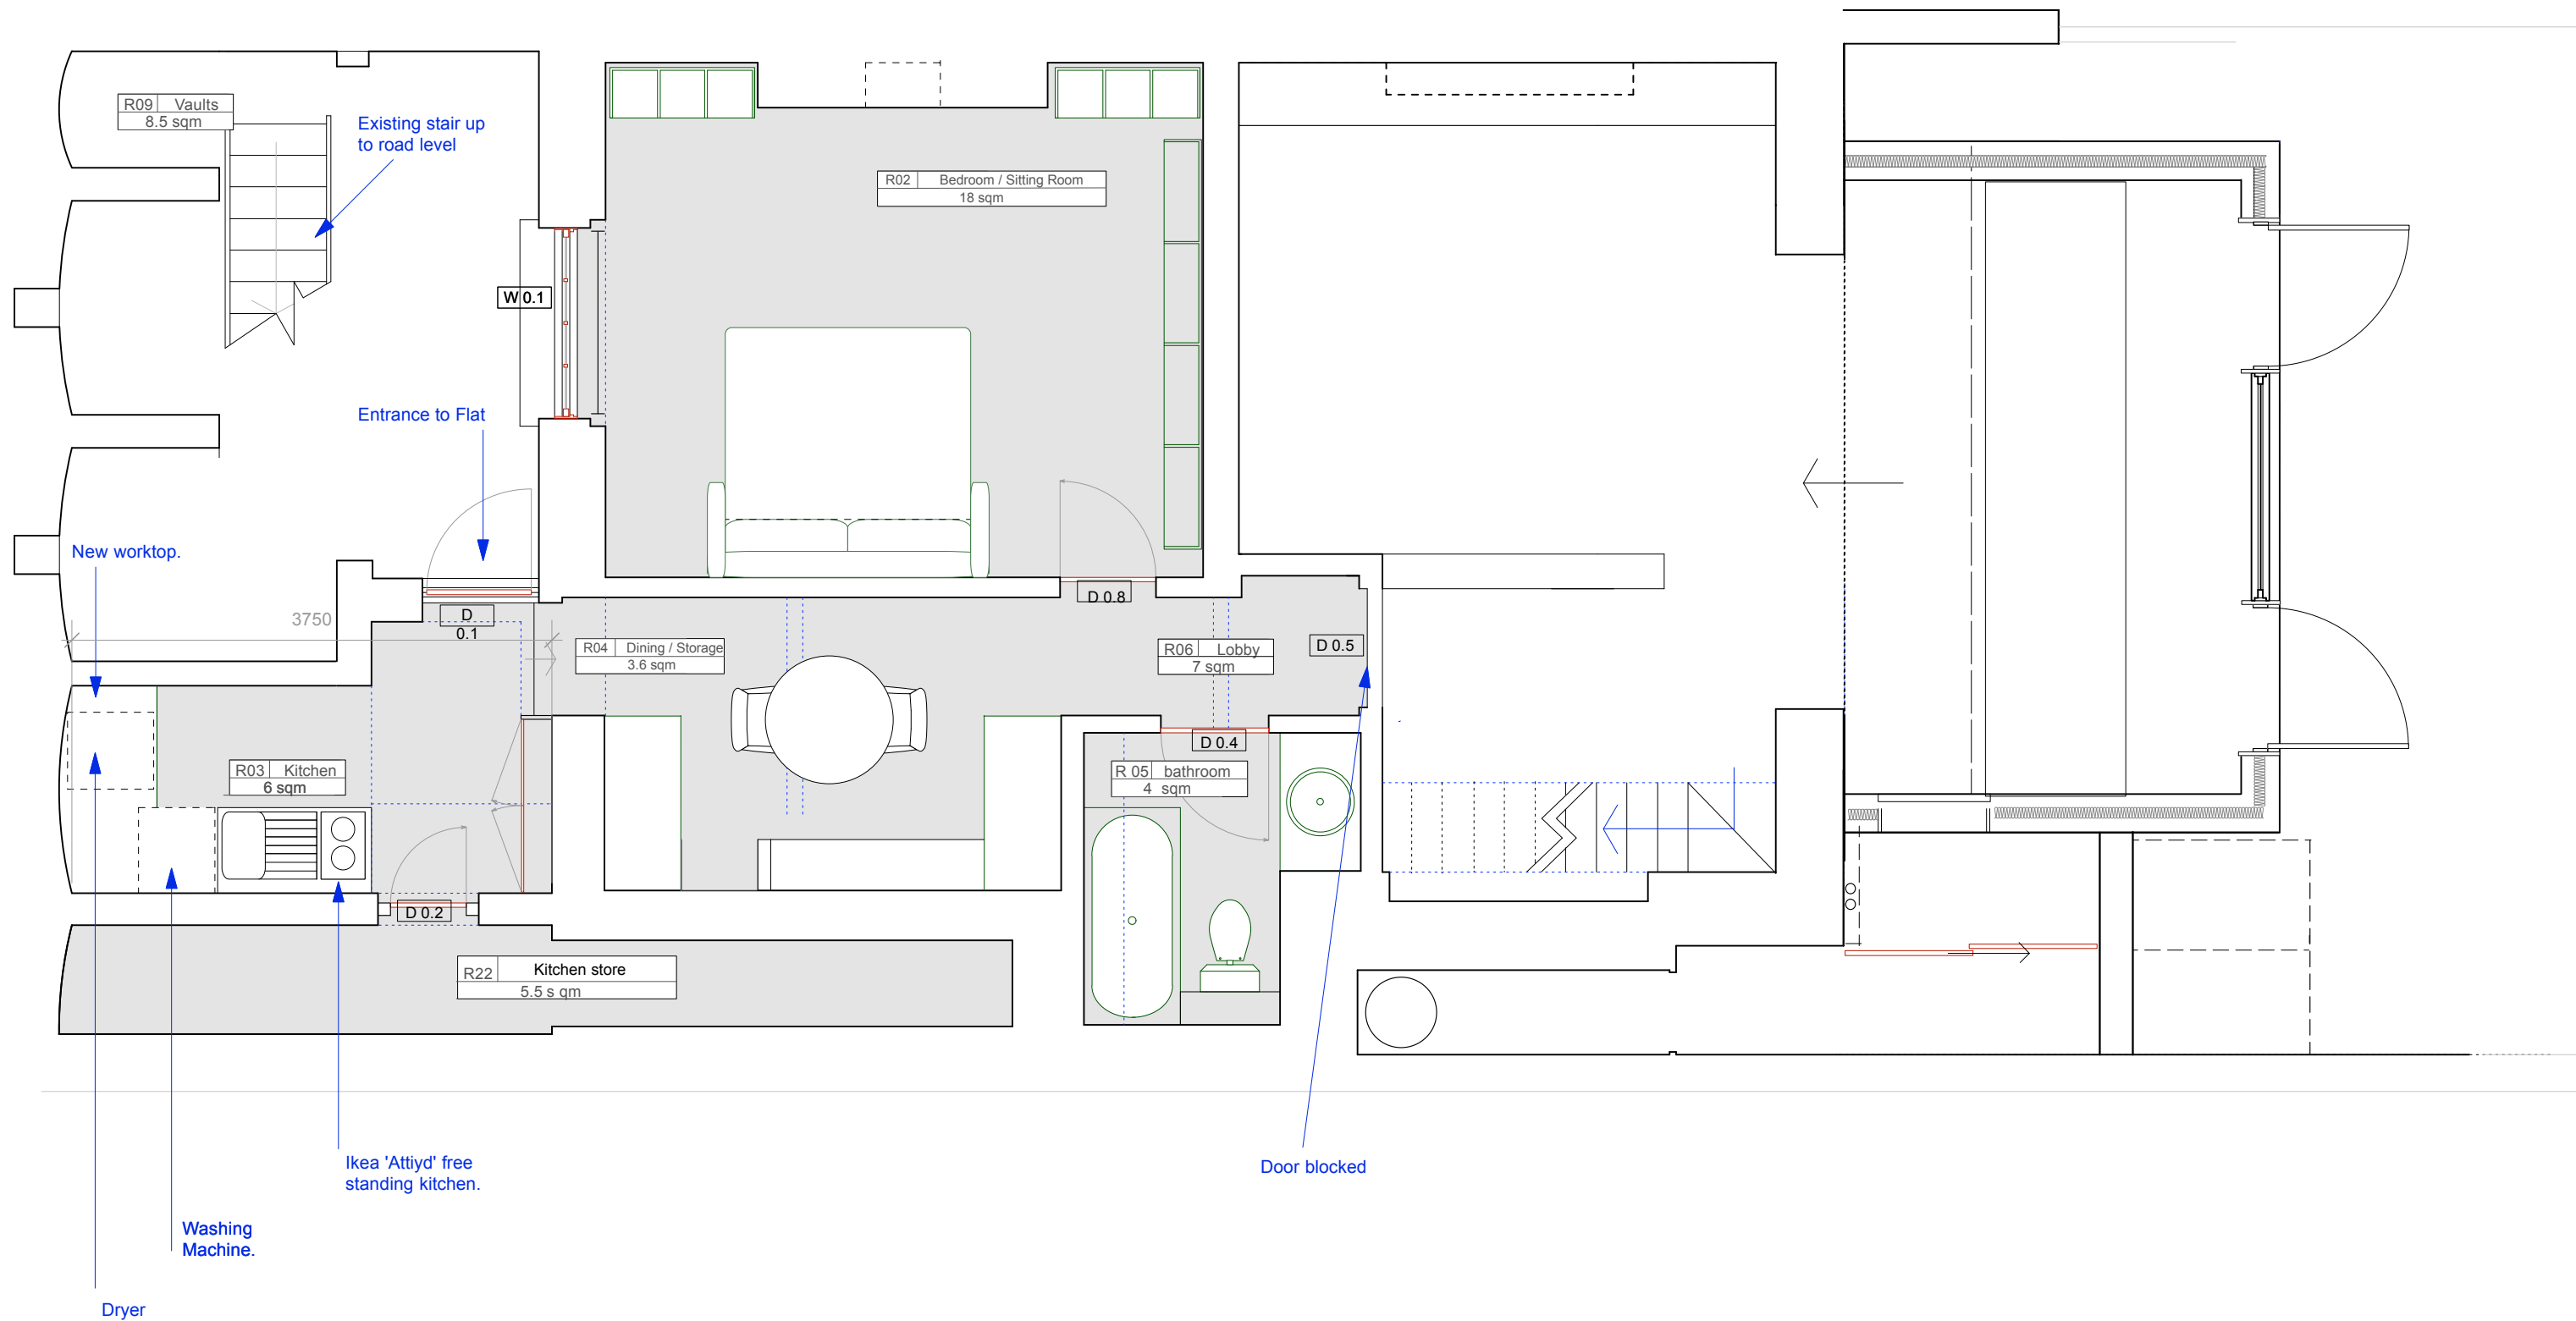 R09 Vaults
8.5 sqm
Existing stair up
to road level
R02 Bedroom / Sitting Room
18 sqm
W 0.1
Entrance to Flat
New worktop.
3750
D
0.1
D 0.8
R04 Dining / Storage
3.6 sqm
R06 Lobby
7 sqm
D 0.5
D 0.4
R03 Kitchen
6 sqm
R 05 bathroom
4 sqm
D 0.2
R22 Kitchen store
5.5 s qm
Ikea 'Attiyd' free
standing kitchen.
Door blocked
Washing
Machine.
Dryer